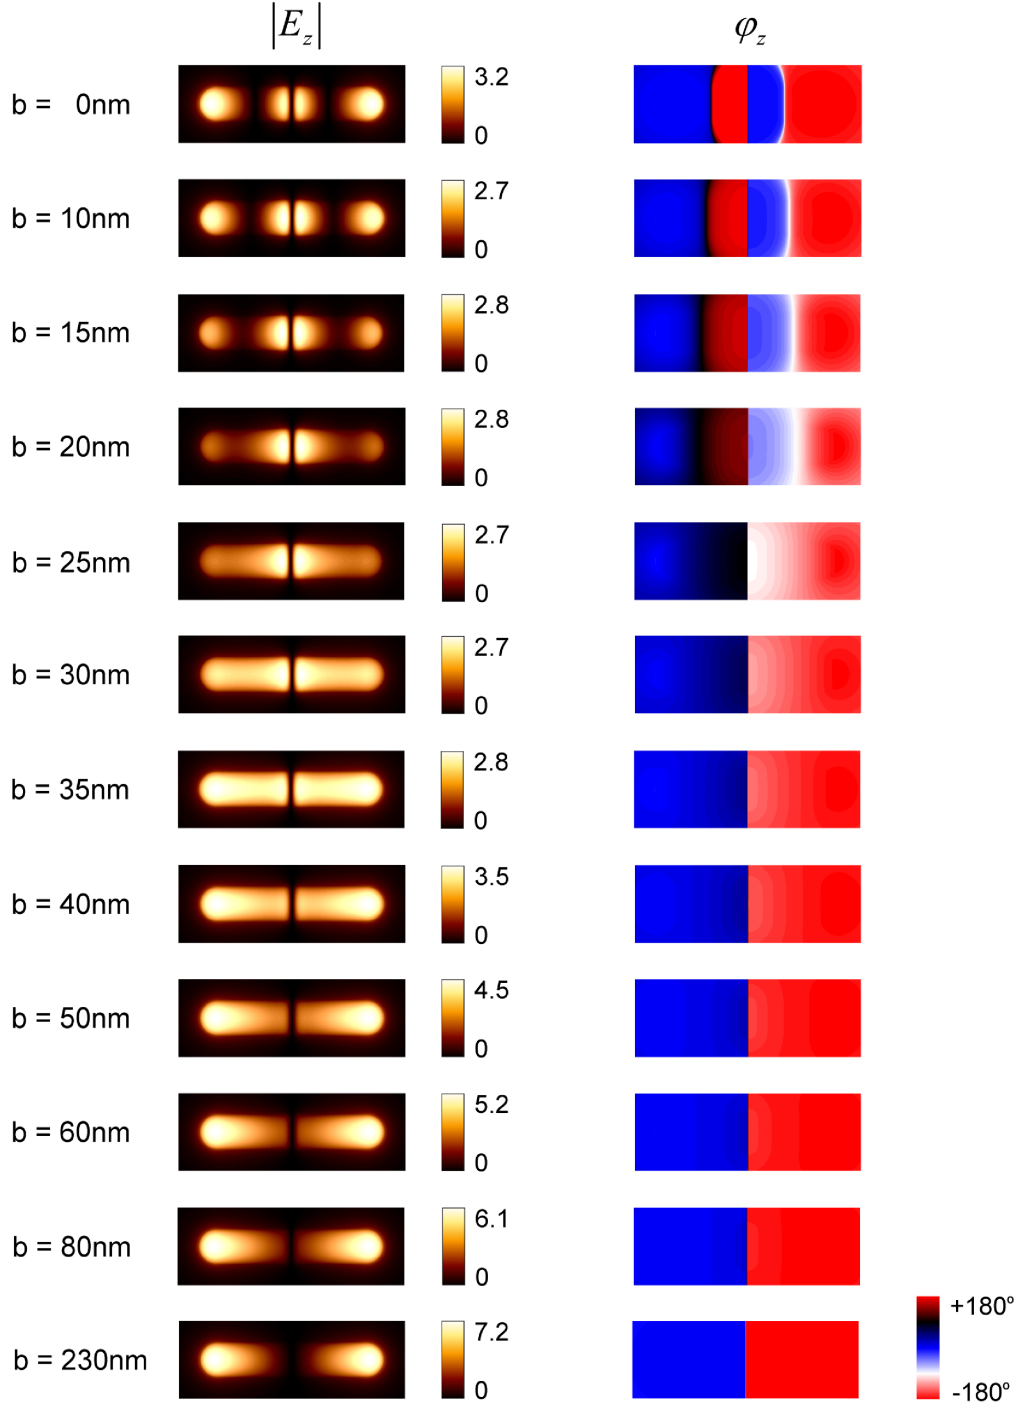 |E_z| φ_z
b = 0nm 3.2 0
b = 10nm 2.7 0
b = 15nm 2.8 0
b = 20nm 2.8 0
b = 25nm 2.7 0
b = 30nm 2.7 0
b = 35nm 2.8 0
b = 40nm 3.5 0
b = 50nm 4.5 0
b = 60nm 5.2 0
b = 80nm 6.1 0
b = 230nm 7.2 0
+180°
-180°